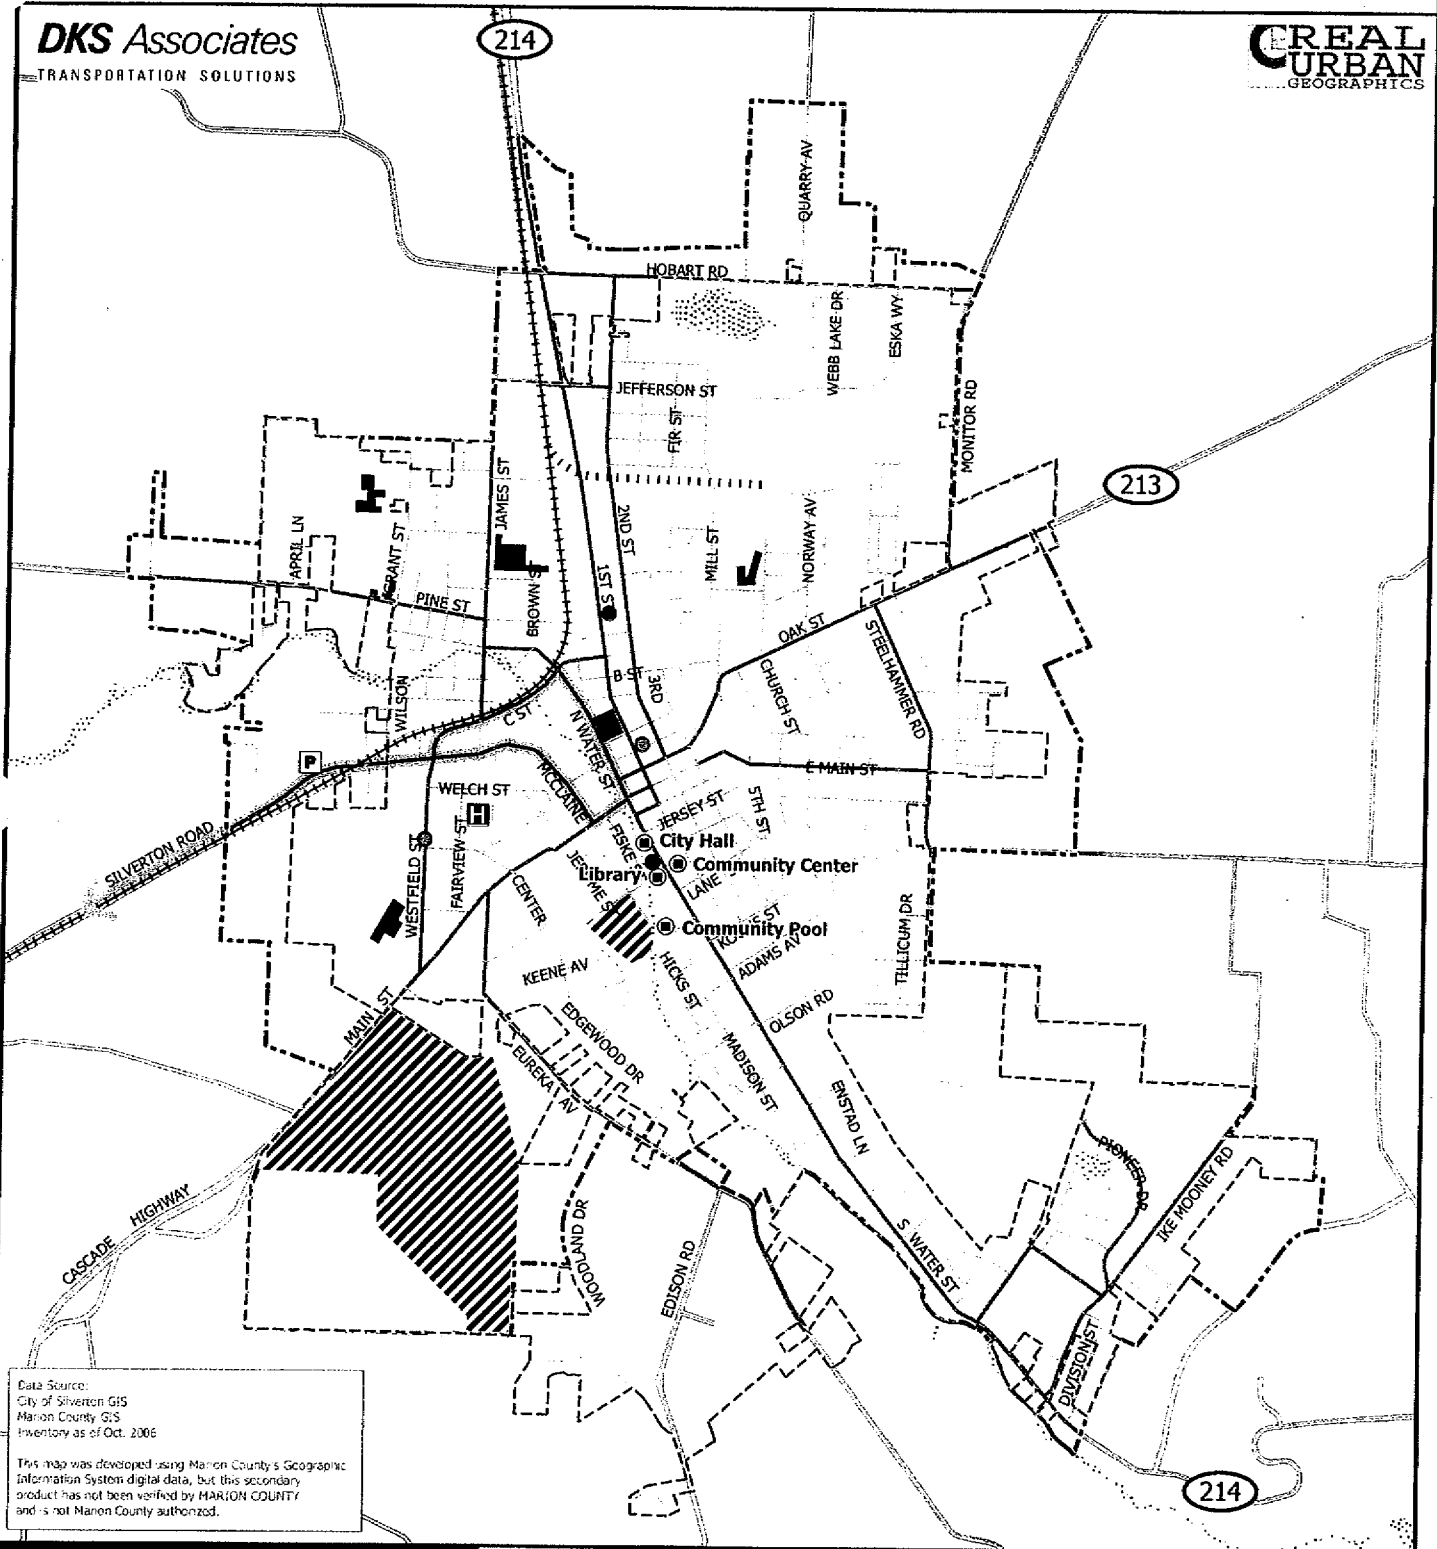 DKS Associates
TRANSPORTATION SOLUTIONS
214
REAL
URBAN
GEOGRAPHICS
QUARRY AV
HOBART RD
WEBB LAKE DR
ESKA WY
JEFFERSON ST
FIR ST
MONITOR RD
213
JAMES ST
APRIL LN
GRANT ST
2ND ST
MILL ST
NORWAY AV
1ST S
BROWN S
PINE ST
OAK ST
STEELHAMMER RD
B ST
3RD
CHURCH ST
WILSON
C ST
N WATER ST
P
E MAIN ST
MCCLAINE
WELCH ST
H
JERSEY ST
5TH ST
SILVERTON ROAD
WESTFIELD ST
FAIRVIEW ST
FISKE S
City Hall
Community Center
Library
LANE
CENTER
TILLICUM DR
Community Pool
ADAMS AV
KEENE AV
HICKS ST
OLSON RD
MAIN ST
EDGEWOOD DR
EUREKA AV
MADISON ST
ENSTAD LN
PIONEER DR
IKE MOONEY RD
CASCADE HIGHWAY
WOODLAND DR
EDISON RD
S WATER ST
DIVISION ST
214
Data Source:
City of Silverton GIS
Marion County GIS
Inventory as of Oct. 2006
This map was developed using Marion County's Geographic
Information System digital data, but this secondary
product has not been verified by MARION COUNTY
and is not Marion County authorized.